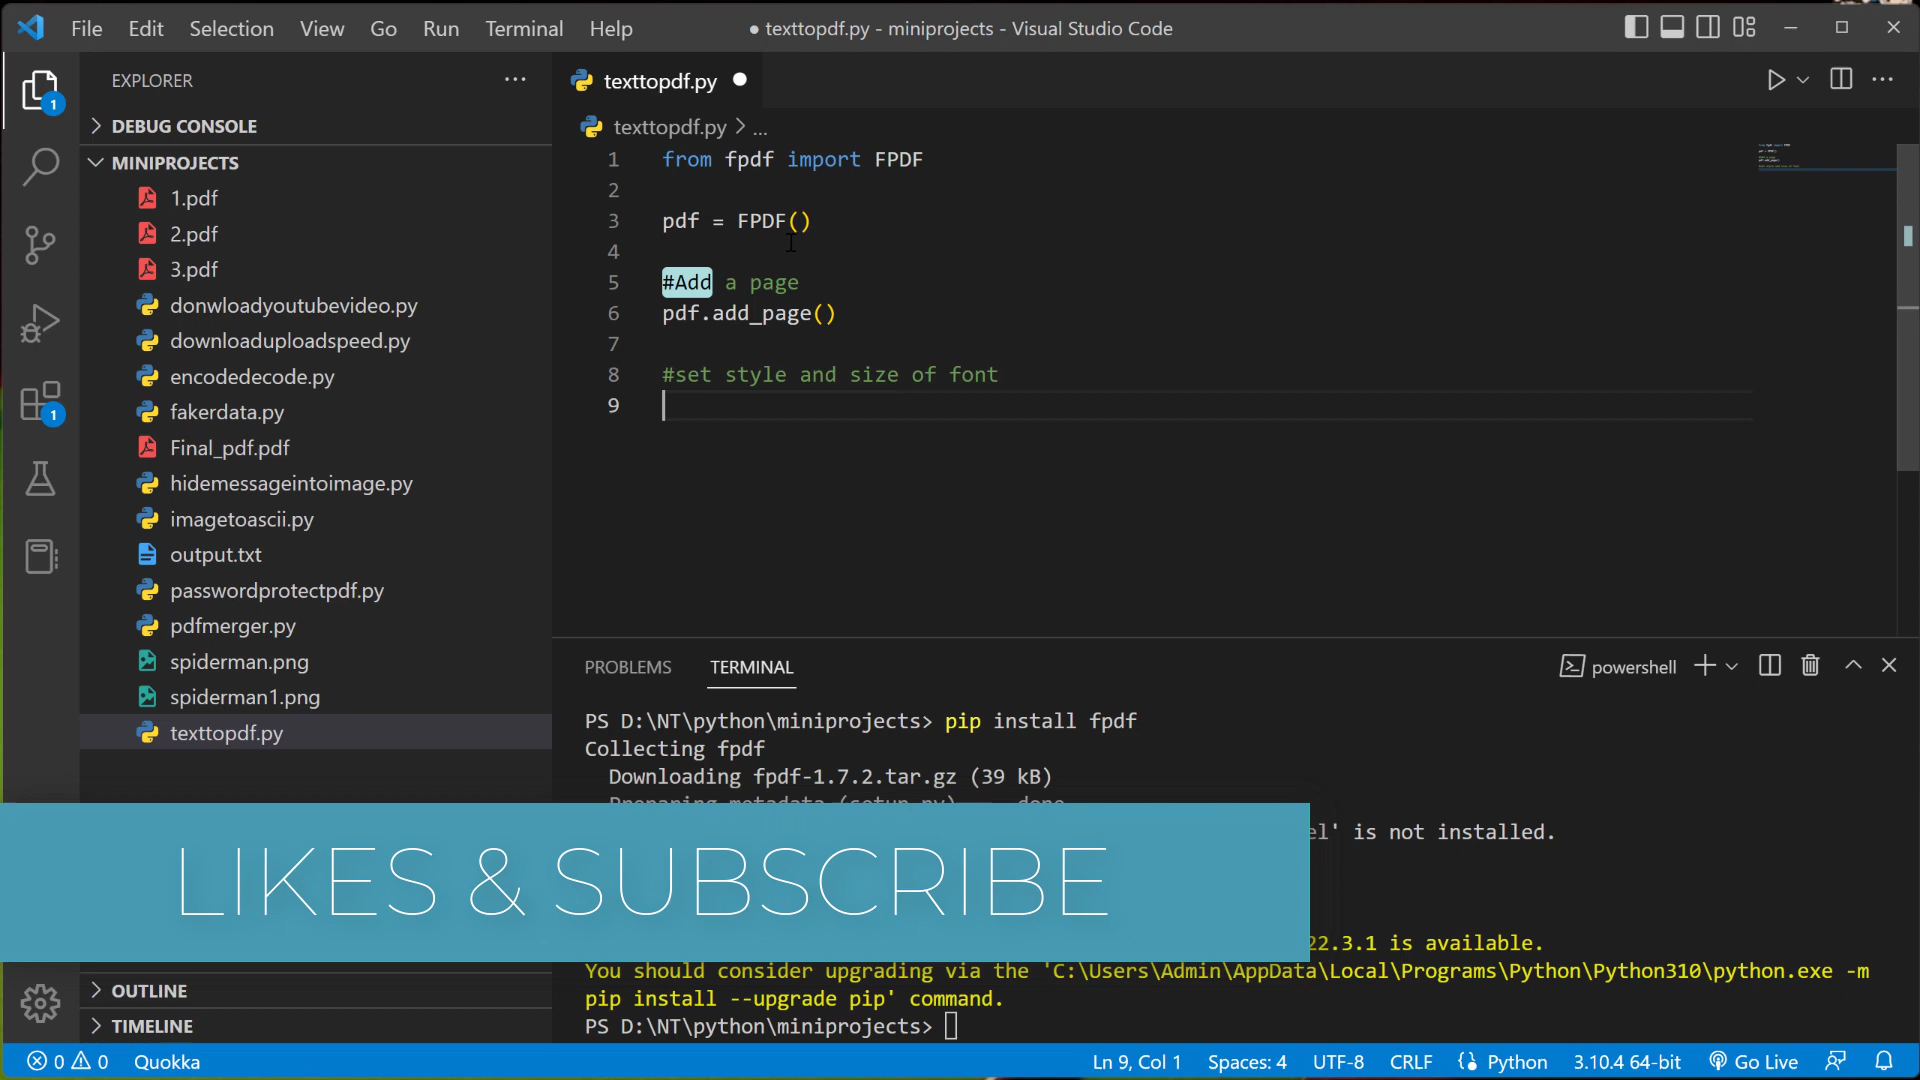 File Edit Selection View Go Run Terminal Help
● texttopdf.py - miniprojects - Visual Studio Code
EXPLORER
DEBUG CONSOLE
MINIPROJECTS
1.pdf
2.pdf
3.pdf
donwloadyoutubevideo.py
downloaduploadspeed.py
encodedecode.py
fakerdata.py
Final_pdf.pdf
hidemessageintoimage.py
imagetoascii.py
output.txt
passwordprotectpdf.py
pdfmerger.py
spiderman.png
spiderman1.png
texttopdf.py
OUTLINE
TIMELINE
1
1
texttopdf.py
texttopdf.py > ...
1 from fpdf import FPDF
2
3 pdf = FPDF()
4
5 #Add a page
6 pdf.add_page()
7
8 #set style and size of font
9
PROBLEMS TERMINAL
powershell
PS D:\NT\python\miniprojects> pip install fpdf
Collecting fpdf
Downloading fpdf-1.7.2.tar.gz (39 kB)
Preparing metadata (setup.py) ... done
el' is not installed.
22.3.1 is available.
You should consider upgrading via the 'C:\Users\Admin\AppData\Local\Programs\Python\Python310\python.exe -m
pip install --upgrade pip' command.
PS D:\NT\python\miniprojects>
LIKES & SUBSCRIBE
0 0 Quokka
Ln 9, Col 1 Spaces: 4 UTF-8 CRLF Python 3.10.4 64-bit Go Live